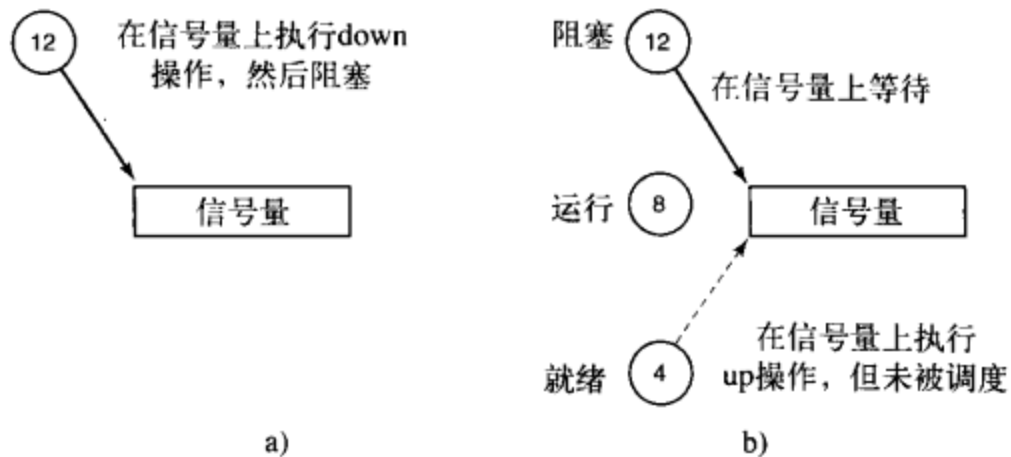 12
在信号量上执行down
操作，然后阻塞
信号量
a)
阻塞
12
在信号量上等待
运行
8
信号量
就绪
4
在信号量上执行
up操作，但未被调度
b)